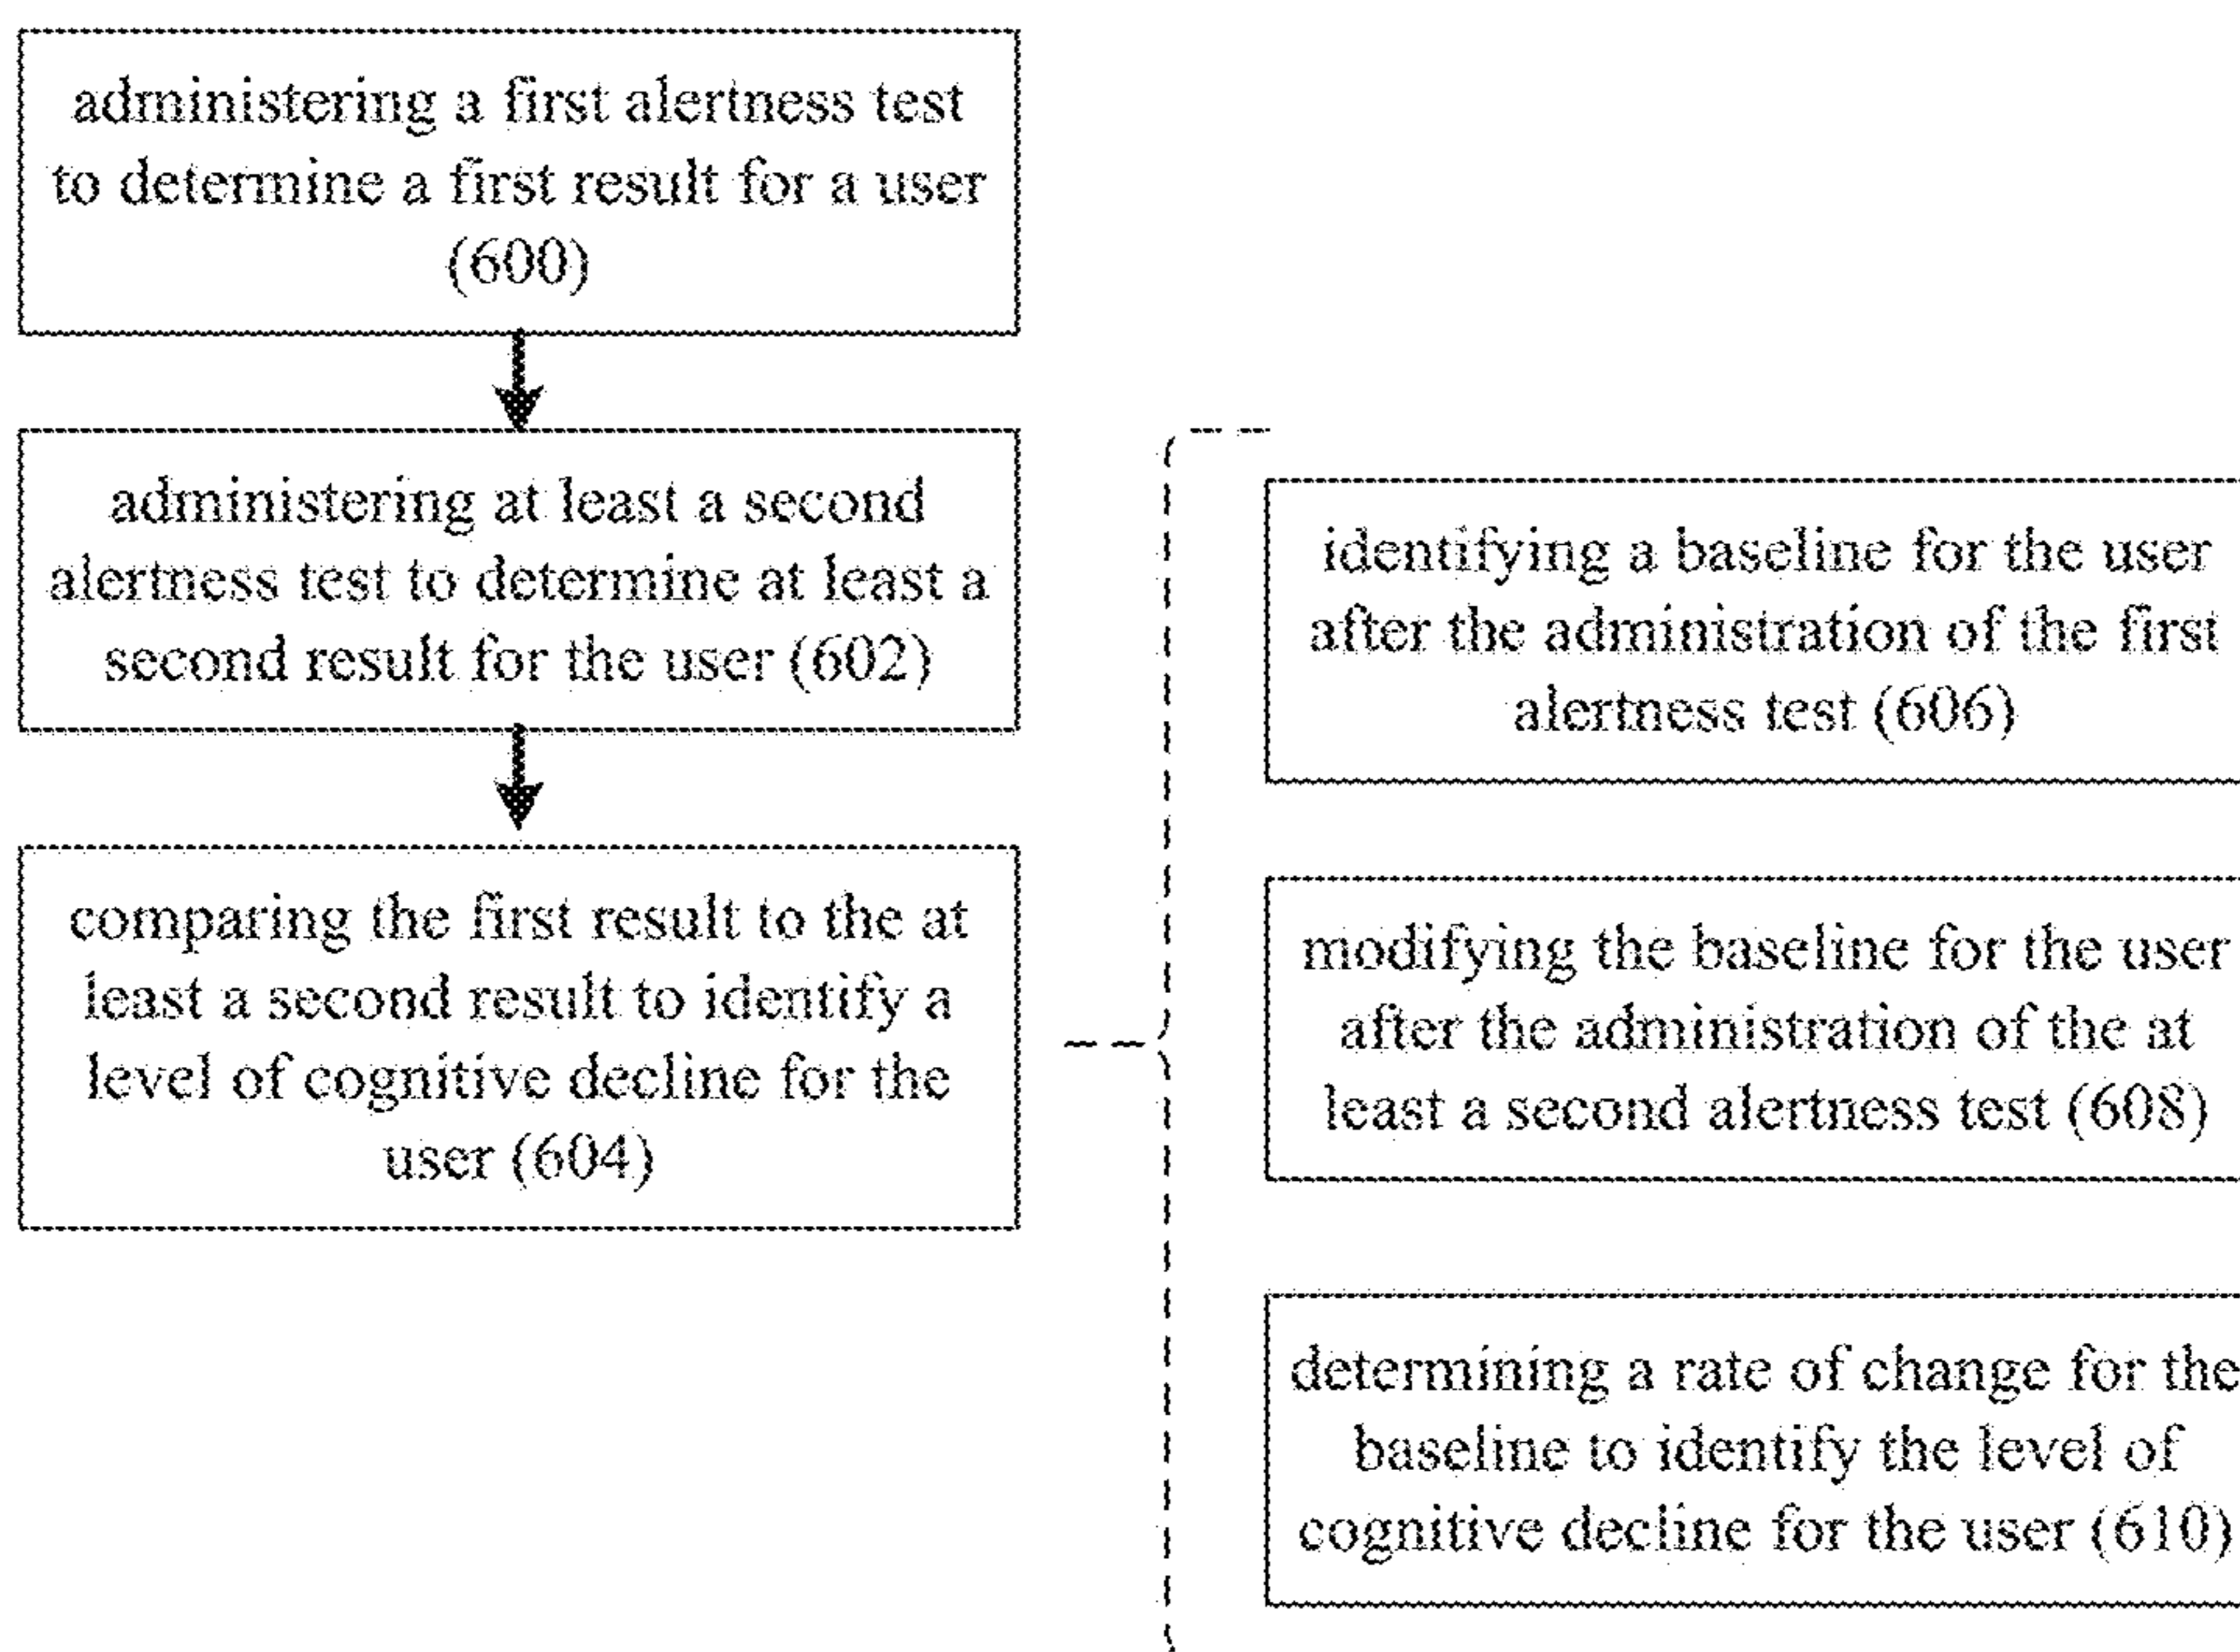 administering a first alertness test
to determine a first result for a user
(600)
administering at least a second
alertness test to determine at least a
second result for the user (602)
comparing the first result to the at
least a second result to identify a
level of cognitive decline for the
user (604)
identifying a baseline for the user
after the administration of the first
alertness test (606)
modifying the baseline for the user
after the administration of the at
least a second alertness test (608)
determining a rate of change for the
baseline to identify the level of
cognitive decline for the user (610)